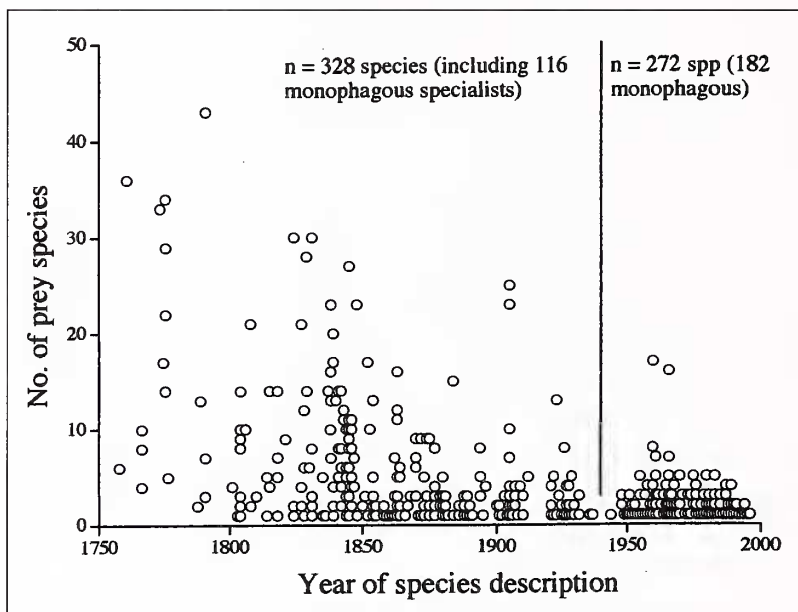 50
40
30
20
10
0
No. of prey species
n = 328 species (including 116
monophagous specialists)
n = 272 spp (182
monophagous)
1750
1800
1850
1900
1950
2000
Year of species description